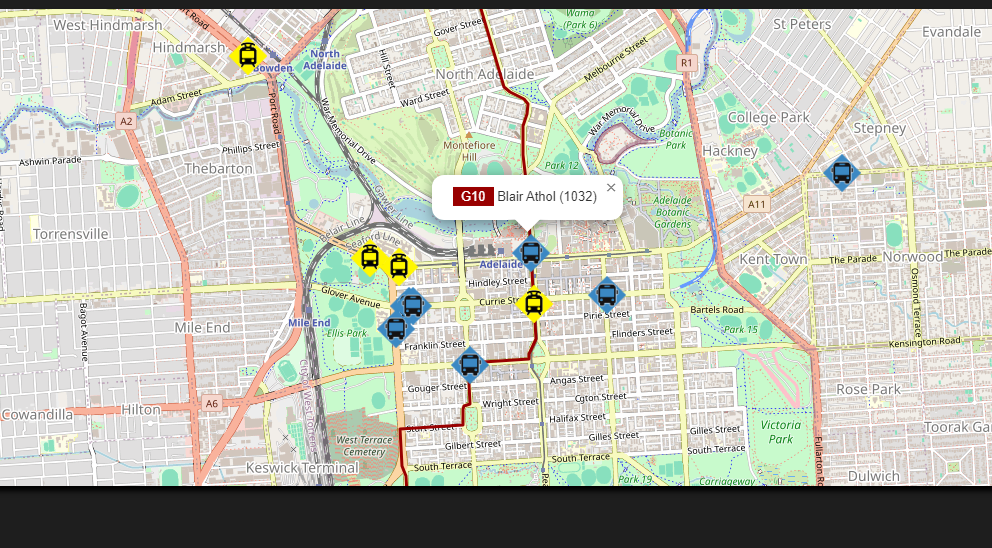 West Hindmarsh
Port Road
Gover Street
Wama
(Park 6)
St Peters
Evandale
Hindmarsh
North
Adelaide
Bowden
Hill Street
North Adelaide
Melbourne Street
R1
Adam Street
Ward Street
A2
Port Road
War Memorial Drive
War Memorial Drive
College Park
Stepney
Phillips Street
Montefiore
Hill
Botanic
Park
Hackney
Ashwin Parade
Thebarton
Park 12
G10 Blair Athol (1032)
×
Adelaide
Botanic
Gardens
A11
Torrensville
Belair Line
Seaford Line
Gawler Line
Adelaide
Kent Town
The Parade
Norwood
The Parade
Hindley Street
Glover Avenue
Currie Street
Osmond Terrace
Bagot Avenue
Mile End
Mile End
Ellis Park
Pirie Street
Bartels Road
Flinders Street
Park 15
Franklin Street
Kensington Road
Gouger Street
Angas Street
Rose Park
Cowandilla
Hilton
A6
Wright Street
Halifax Street
Sturt Street
Gilles Street
Gilles Street
Victoria
Park
Toorak Gar
West Terrace
Cemetery
Gilbert Street
Keswick Terminal
South Terrace
South Terrace
Park 19
Carriageway
Fullarton Ro
Dulwich